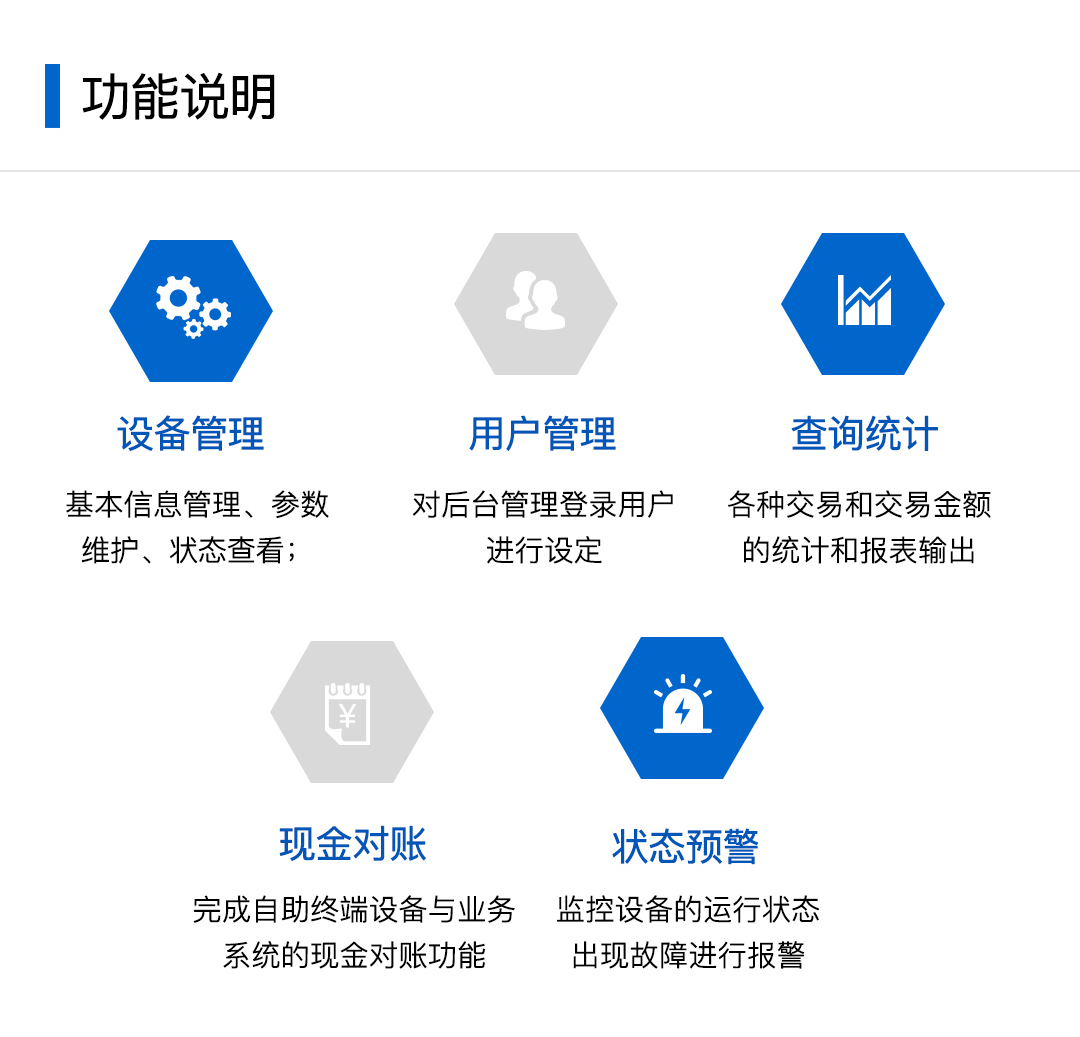 功能说明
设备管理
基本信息管理、参数
维护、状态查看；
用户管理
对后台管理登录用户
进行设定
查询统计
各种交易和交易金额
的统计和报表输出
现金对账
完成自助终端设备与业务
系统的现金对账功能
状态预警
监控设备的运行状态
出现故障进行报警